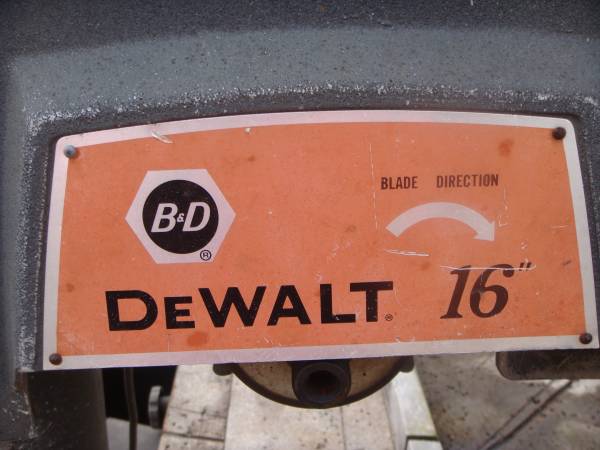 BLADE DIRECTION
B&D
®
DEWALT®
16"